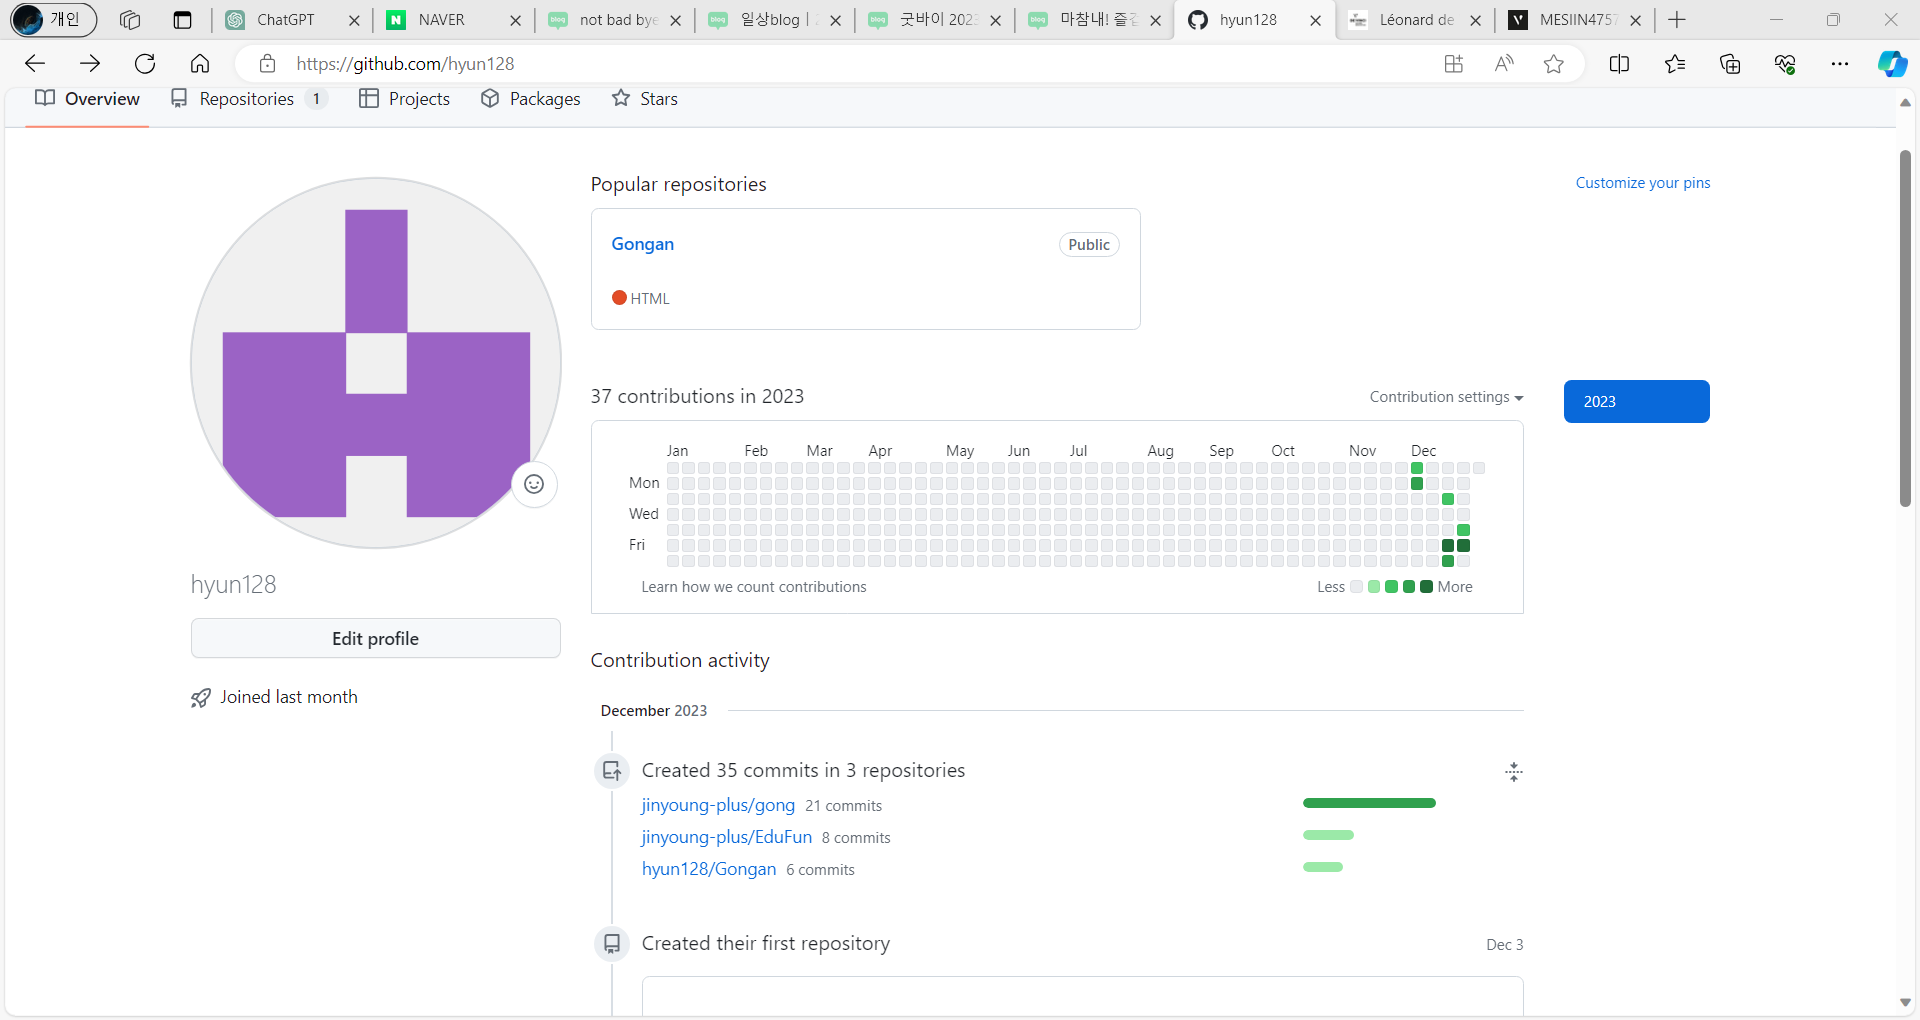 개인
ChatGPT
NAVER
not bad bye
일상blog | 2
굿바이 2023
마참내! 즐겁
hyun128
Léonard de
MESIIN4757
https://github.com/hyun128
Overview
Repositories 1
Projects
Packages
Stars
Popular repositories
Customize your pins
Gongan
Public
HTML
37 contributions in 2023
Contribution settings
2023
Jan Feb Mar Apr May Jun Jul Aug Sep Oct Nov Dec
Mon
Wed
Fri
Learn how we count contributions
Less More
hyun128
Edit profile
Joined last month
Contribution activity
December 2023
Created 35 commits in 3 repositories
jinyoung-plus/gong 21 commits
jinyoung-plus/EduFun 8 commits
hyun128/Gongan 6 commits
Created their first repository
Dec 3